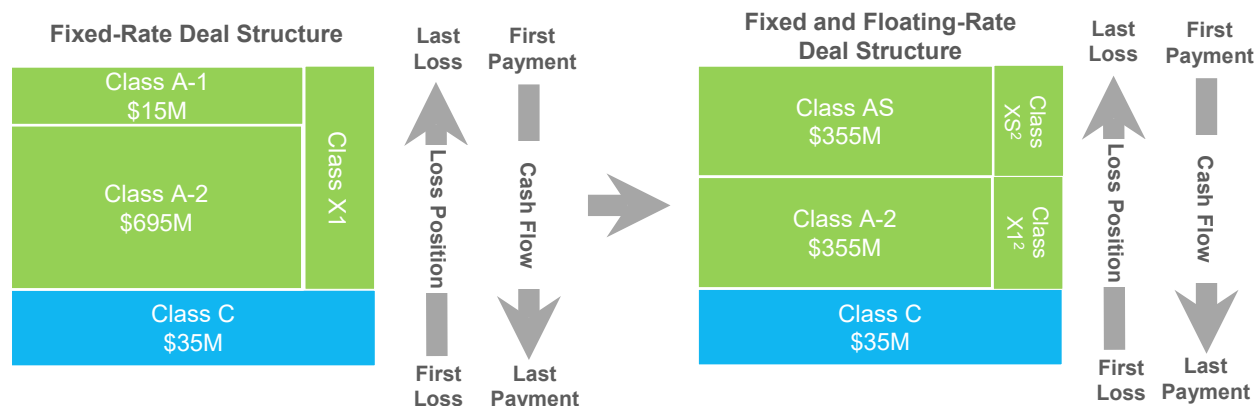 Fixed-Rate Deal Structure
Class A-1
$15M
Class A-2
$695M
Class X1
Class C
$35M
Last
Loss
Loss Position
First
Loss
First
Payment
Cash Flow
Last
Payment
Fixed and Floating-Rate
Deal Structure
Class AS
$355M
Class
XS²
Class A-2
$355M
Class
X1²
Class C
$35M
Last
Loss
Loss Position
First
Loss
First
Payment
Cash Flow
Last
Payment